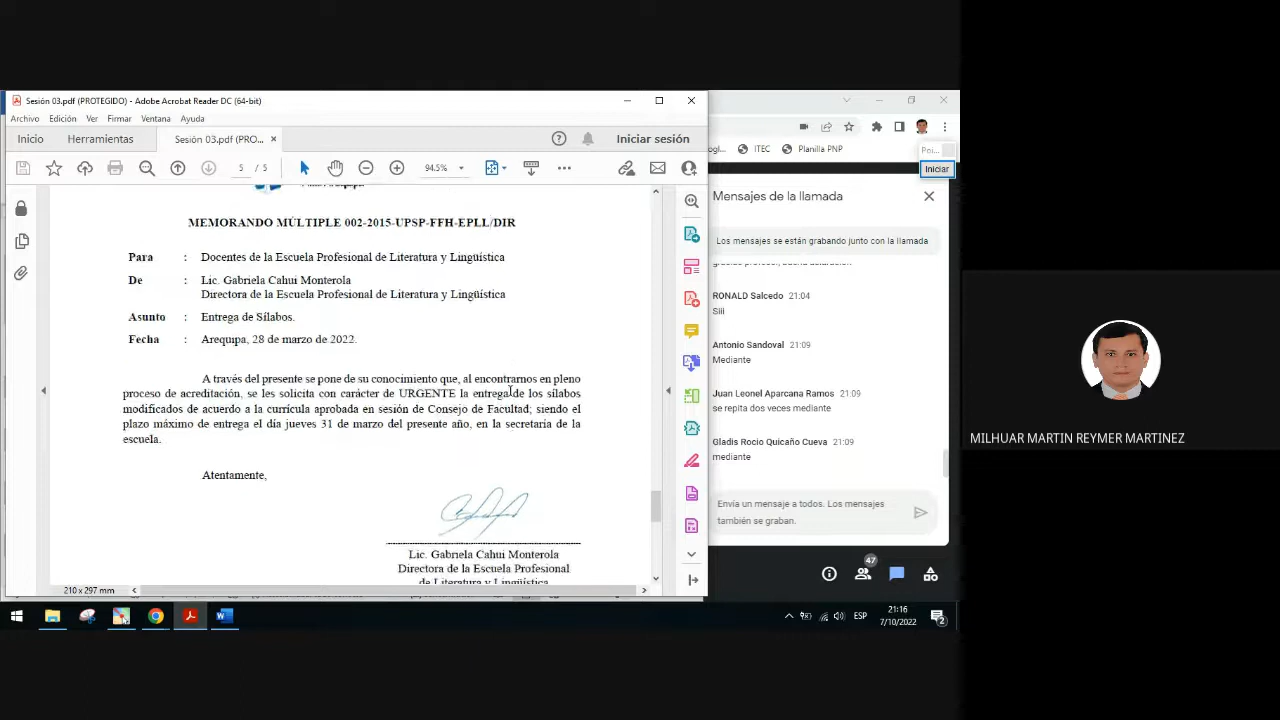 Sesión 03.pdf (PROTEGIDO) - Adobe Acrobat Reader DC (64-bit)
Archivo Edición Ver Firmar Ventana Ayuda
Inicio Herramientas Sesión 03.pdf (PRO... × Iniciar sesión
5 / 5 94.5%
MEMORANDO MÚLTIPLE 002-2015-UPSP-FFH-EPLL/DIR
Para : Docentes de la Escuela Profesional de Literatura y Lingüística
De : Lic. Gabriela Cahui Monterola
Directora de la Escuela Profesional de Literatura y Lingüística
Asunto : Entrega de Sílabos.
Fecha : Arequipa, 28 de marzo de 2022.
A través del presente se pone de su conocimiento que, al encontrarnos en pleno
proceso de acreditación, se les solicita con carácter de URGENTE la entrega de los sílabos
modificados de acuerdo a la currícula aprobada en sesión de Consejo de Facultad; siendo el
plazo máximo de entrega el día jueves 31 de marzo del presente año, en la secretaría de la
escuela.
Atentamente,
Lic. Gabriela Cahui Monterola
Directora de la Escuela Profesional
de Literatura y Lingüística
210 x 297 mm
ITEC Planilla PNP
Iniciar
Mensajes de la llamada
Los mensajes se están grabando junto con la llamada
RONALD Salcedo 21:04
Siii
Antonio Sandoval 21:09
Mediante
Juan Leonel Aparcana Ramos 21:09
se repita dos veces mediante
Gladis Rocio Quicaño Cueva 21:09
mediante
Envía un mensaje a todos. Los mensajes
también se graban.
47
ESP
21:16
7/10/2022
2
MILHUAR MARTIN REYMER MARTINEZ